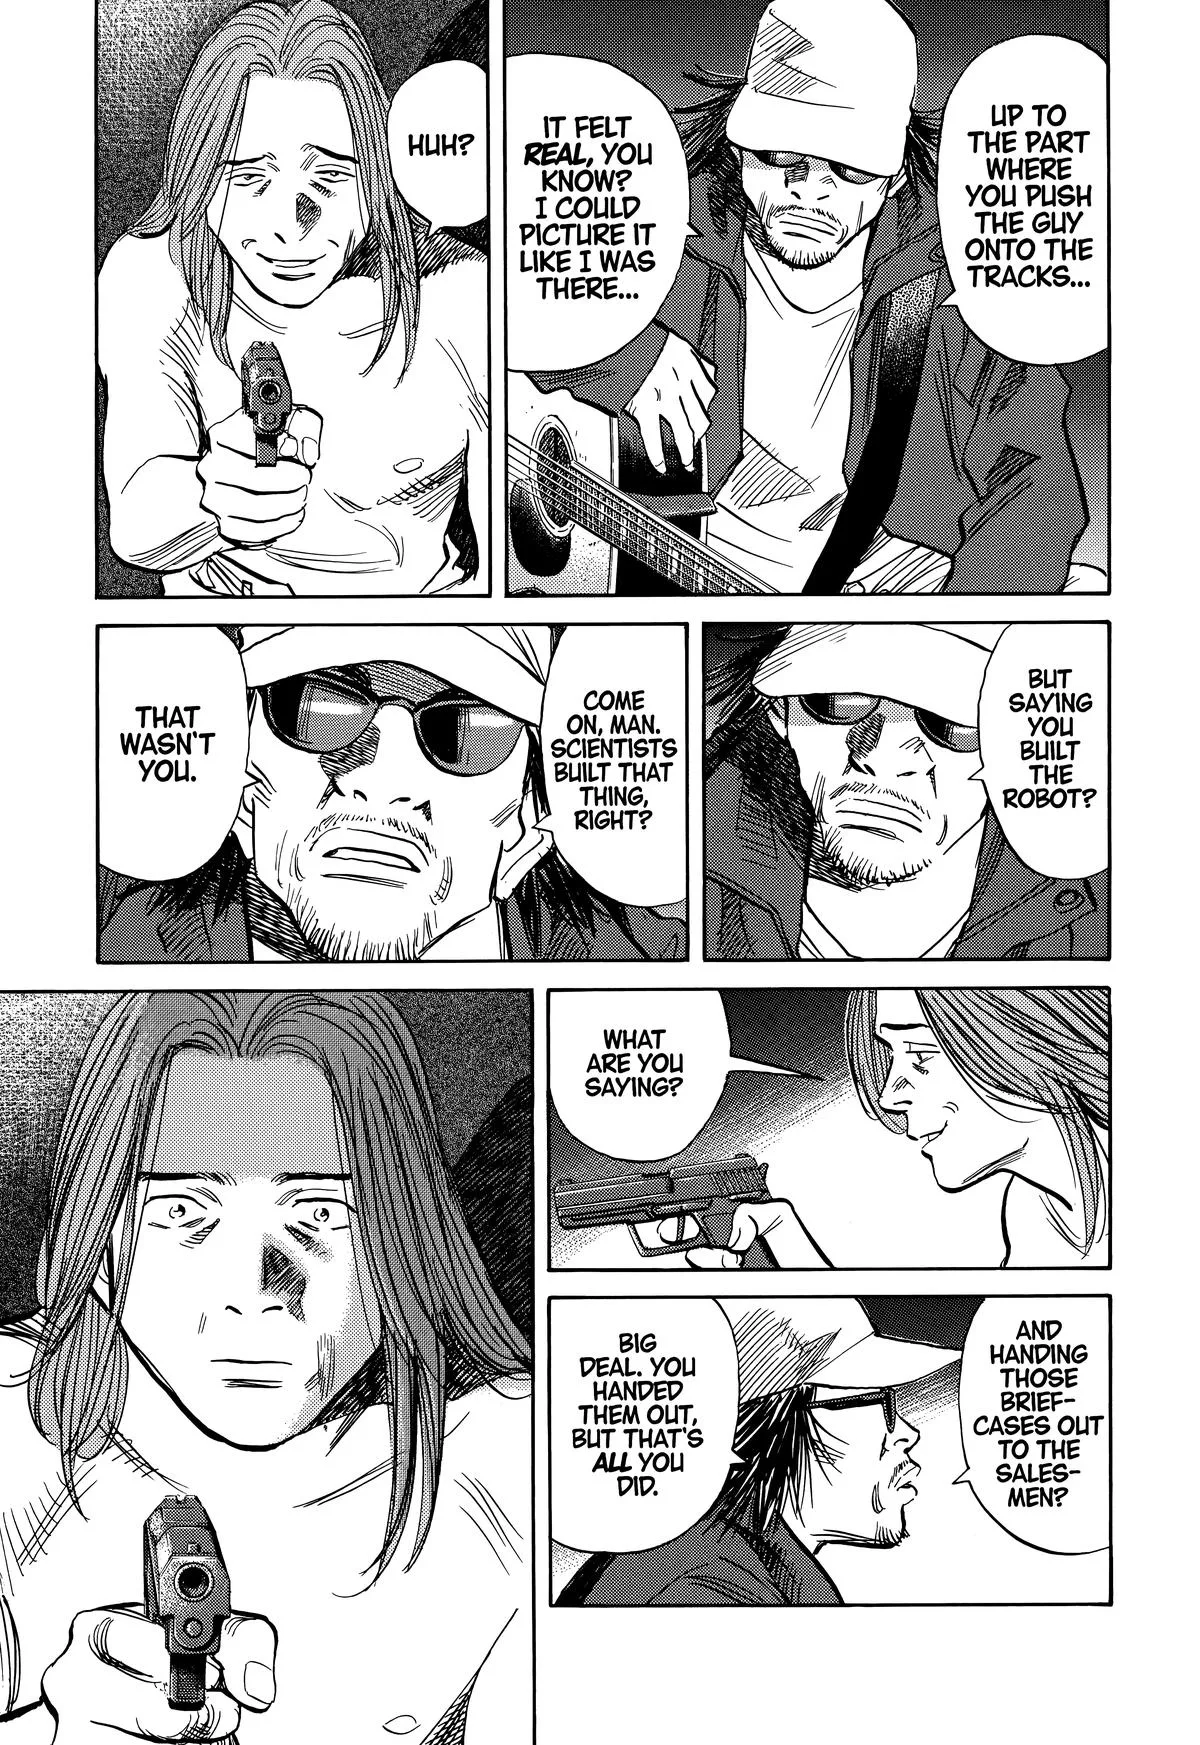 UP TO
THE PART
WHERE
YOU PUSH
THE GUY
ONTO THE
TRACKS...
IT FELT
REAL, YOU
KNOW?
I COULD
PICTURE IT
LIKE I WAS
THERE...
HUH?
BUT
SAYING
YOU
BUILT
THE
ROBOT?
COME
ON, MAN.
SCIENTISTS
BUILT THAT
THING,
RIGHT?
THAT
WASN'T
YOU.
WHAT
ARE YOU
SAYING?
AND
HANDING
THOSE
BRIEF-
CASES OUT
TO THE
SALES-
MEN?
BIG
DEAL. YOU
HANDED
THEM OUT,
BUT THAT'S
ALL YOU
DID.